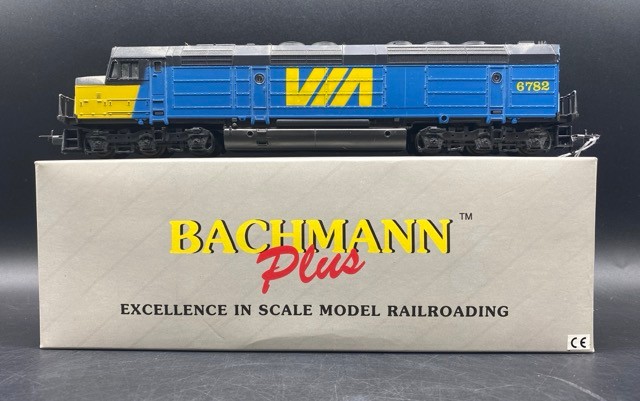 VIA
6782
BACHMANN™
Plus
EXCELLENCE IN SCALE MODEL RAILROADING
CE